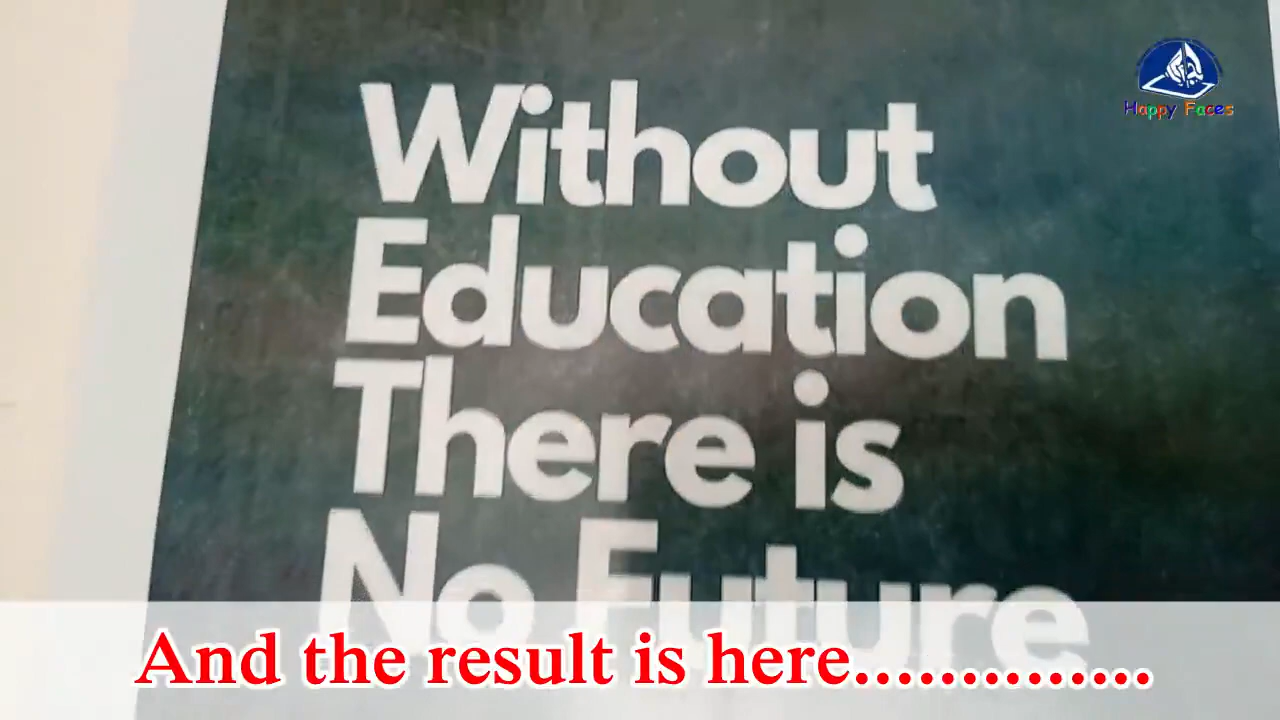 Happy Faces
Without
Education
There is
No Future
And the result is here..............